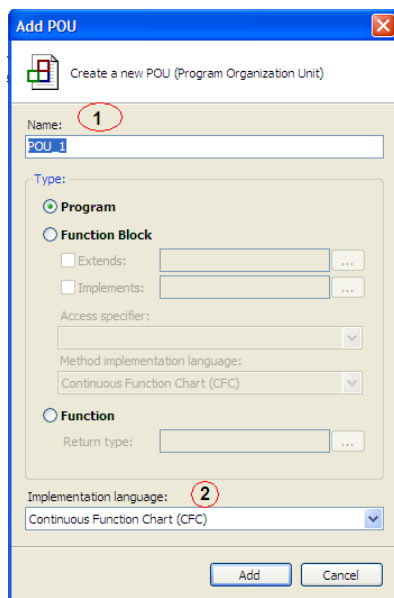 Add POU
Create a new POU (Program Organization Unit)
Name:
1
POU_1
Type:
Program
Function Block
Extends:
...
Implements:
...
Access specifier:
Method implementation language:
Continuous Function Chart (CFC)
Function
Return type:
...
Implementation language:
2
Continuous Function Chart (CFC)
Add
Cancel